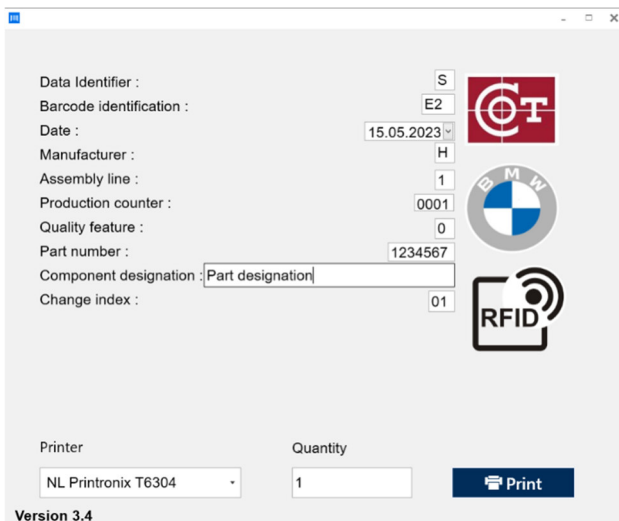 Data Identifier : S
Barcode identification : E2
Date : 15.05.2023
Manufacturer : H
Assembly line : 1
Production counter : 0001
Quality feature : 0
Part number : 1234567
Component designation : Part designation
Change index : 01
COT
BMW
RFID
Printer
Quantity
NL Printronix T6304
1
Print
Version 3.4